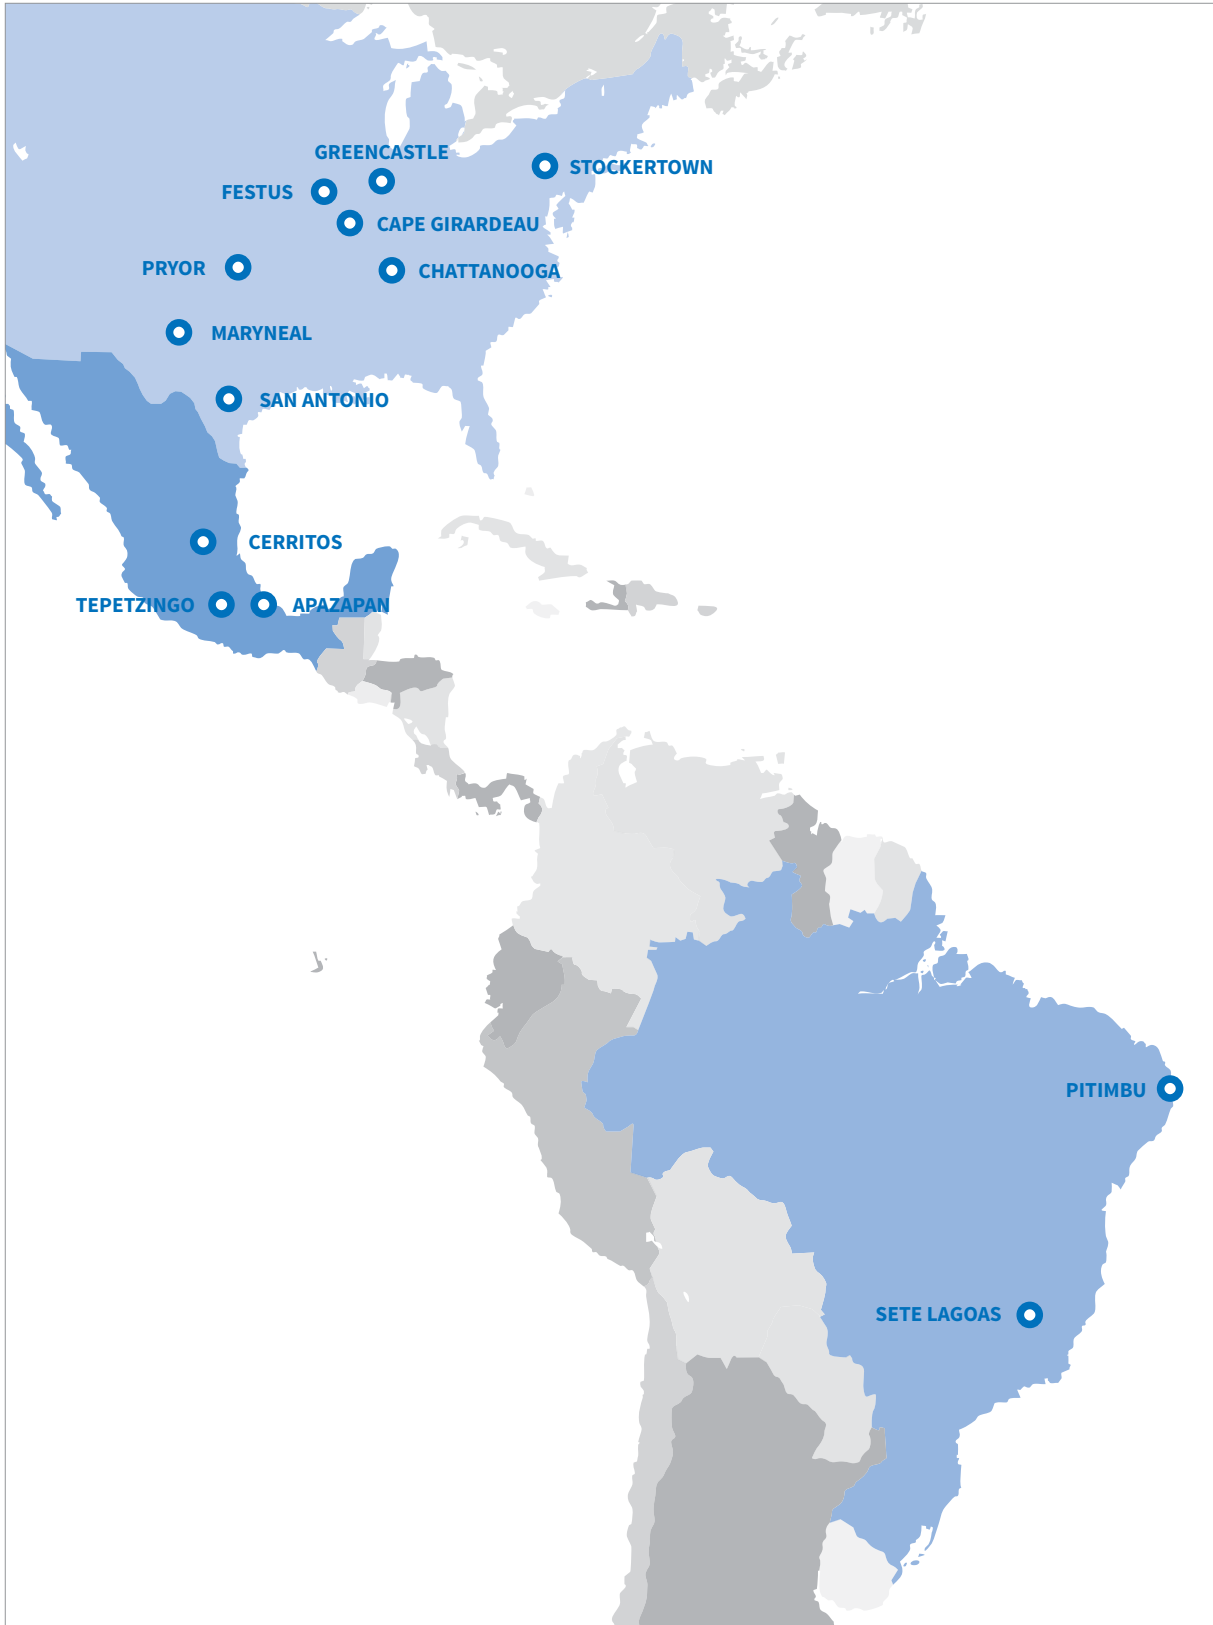 GREENCASTLE
STOCKERTOWN
FESTUS
CAPE GIRARDEAU
PRYOR
CHATTANOOGA
MARYNEAL
SAN ANTONIO
CERRITOS
TEPETZINGO
APAZAPAN
PITIMBU
SETE LAGOAS